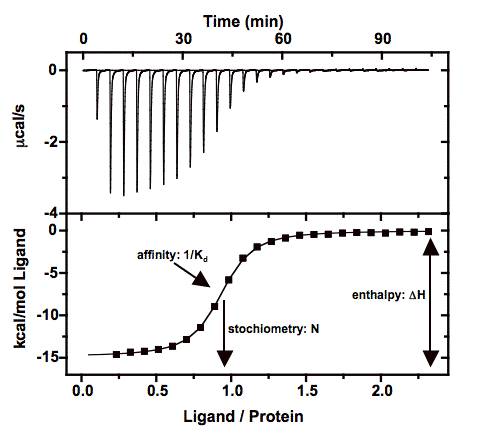 Time (min)
0 30 60 90
0
-2
-4
μcal/s
0
-5
-10
-15
kcal/mol Ligand
affinity: 1/Kd
enthalpy: ΔH
stochiometry: N
0.0 0.5 1.0 1.5 2.0
Ligand / Protein